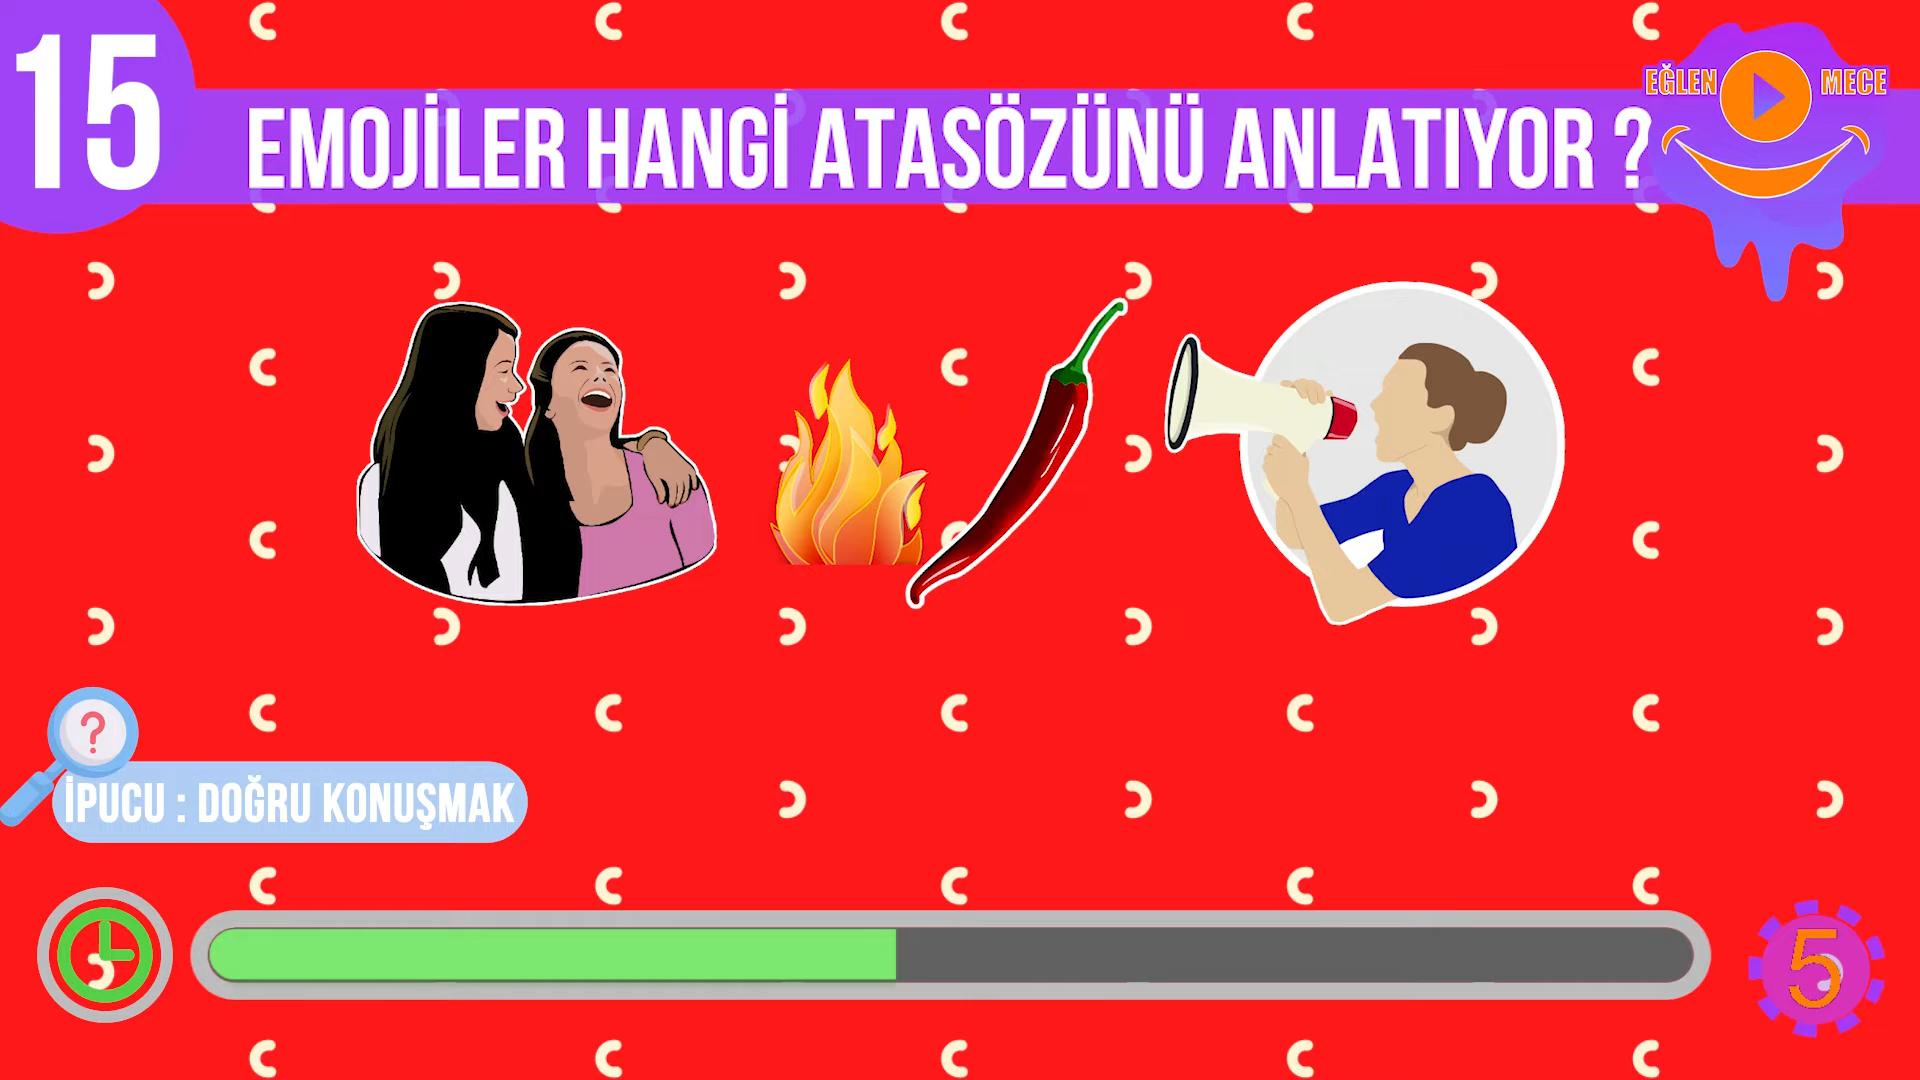 15
EMOJİLER HANGİ ATASÖZÜNÜ ANLATIYOR ?
EĞLEN MECE
?
İPUCU : DOĞRU KONUŞMAK
5